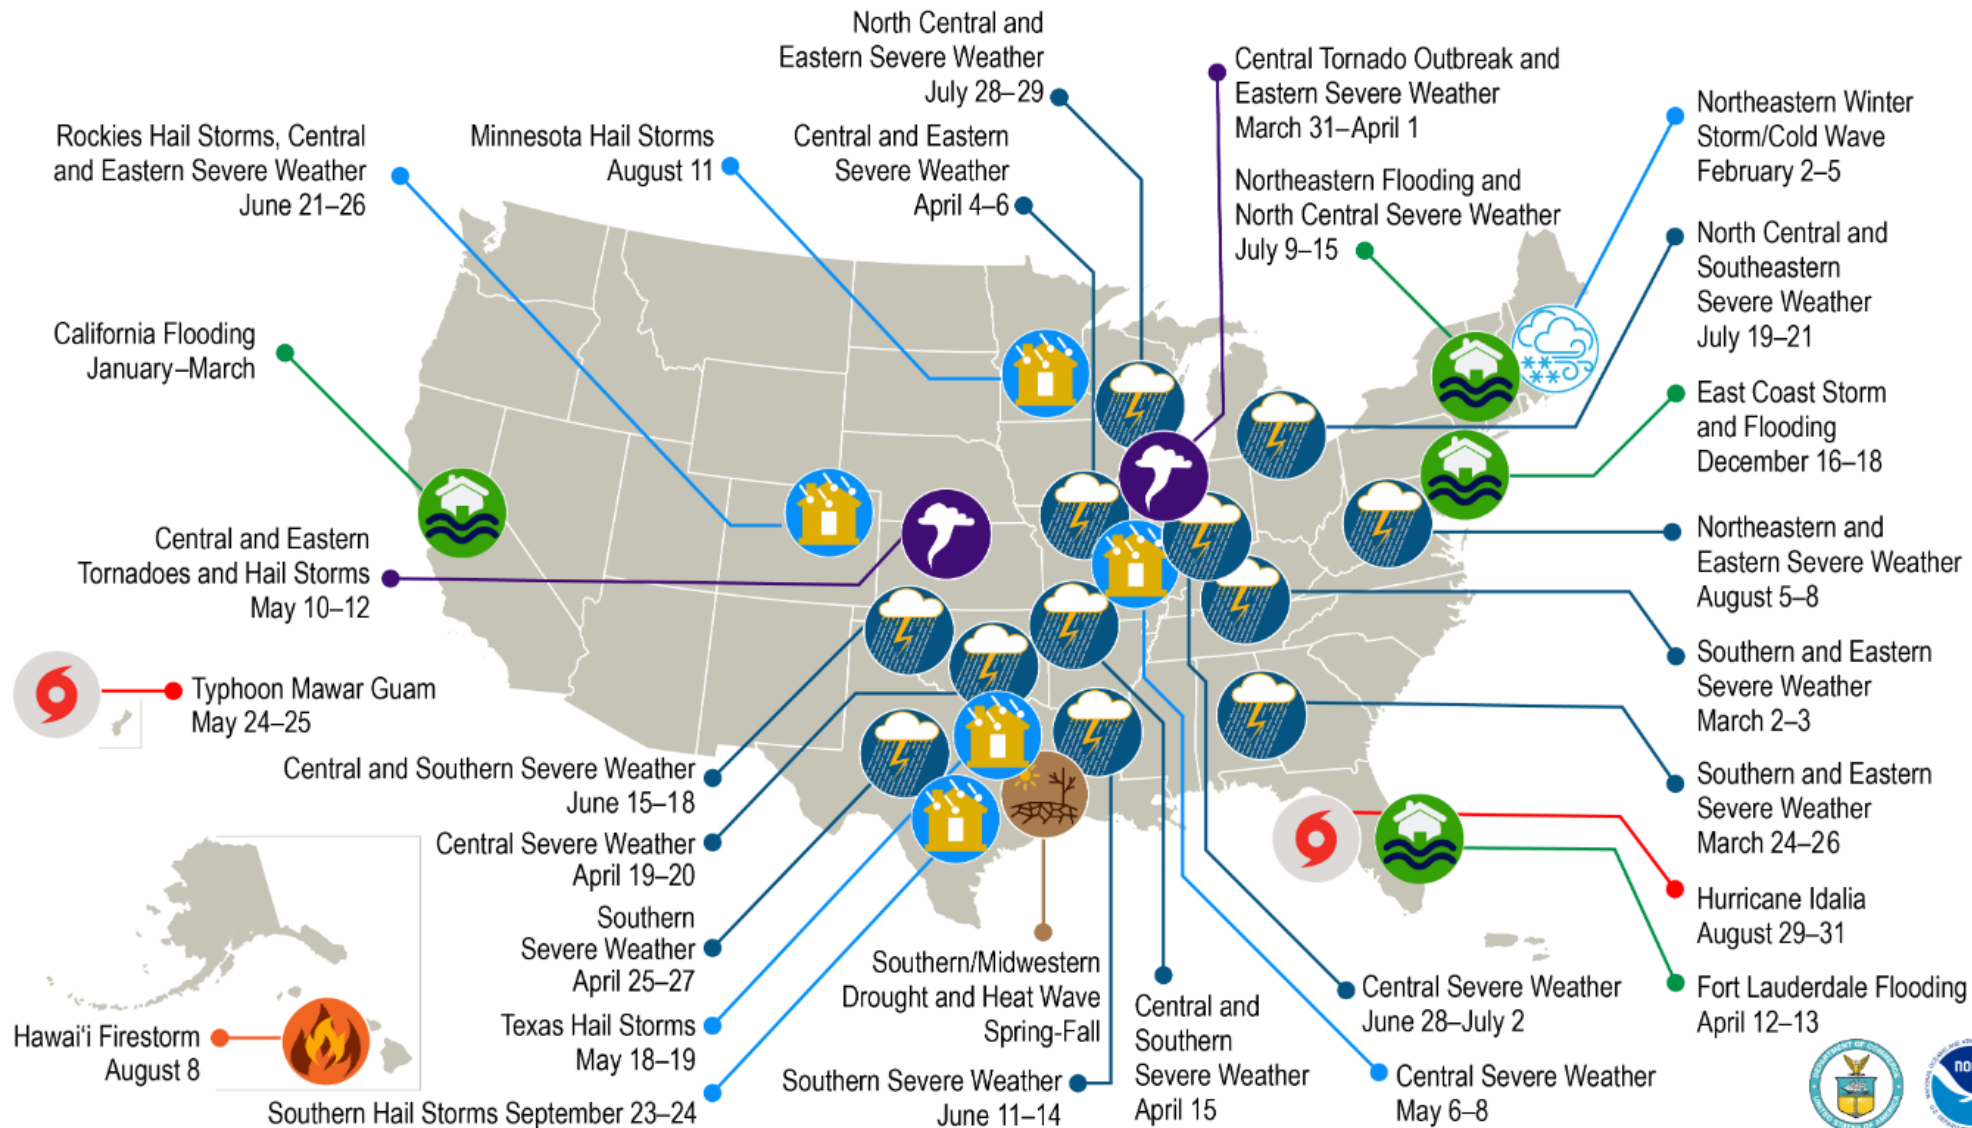 North Central and
Eastern Severe Weather
July 28–29
Central Tornado Outbreak and
Eastern Severe Weather
March 31–April 1
Northeastern Winter
Storm/Cold Wave
February 2–5
Rockies Hail Storms, Central
and Eastern Severe Weather
June 21–26
Minnesota Hail Storms
August 11
Central and Eastern
Severe Weather
April 4–6
Northeastern Flooding and
North Central Severe Weather
July 9–15
North Central and
Southeastern
Severe Weather
July 19–21
California Flooding
January–March
East Coast Storm
and Flooding
December 16–18
Central and Eastern
Tornadoes and Hail Storms
May 10–12
Northeastern and
Eastern Severe Weather
August 5–8
Typhoon Mawar Guam
May 24–25
Southern and Eastern
Severe Weather
March 2–3
Central and Southern Severe Weather
June 15–18
Southern and Eastern
Severe Weather
March 24–26
Central Severe Weather
April 19–20
Hurricane Idalia
August 29–31
Southern
Severe Weather
April 25–27
Southern/Midwestern
Drought and Heat Wave
Spring-Fall
Central and
Southern
Severe Weather
April 15
Central Severe Weather
June 28–July 2
Fort Lauderdale Flooding
April 12–13
Hawaiʻi Firestorm
August 8
Texas Hail Storms
May 18–19
Southern Severe Weather
June 11–14
Central Severe Weather
May 6–8
Southern Hail Storms September 23–24
DEPARTMENT OF COMMERCE
UNITED STATES OF AMERICA